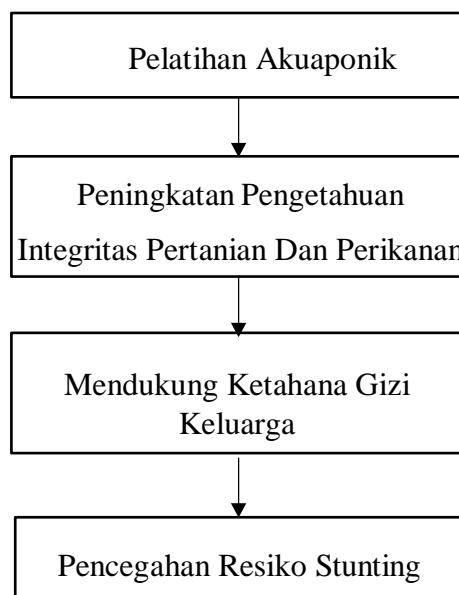 Pelatihan Akuaponik
Peningkatan Pengetahuan
Integritas Pertanian Dan Perikanan
Mendukung Ketahana Gizi
Keluarga
Pencegahan Resiko Stunting